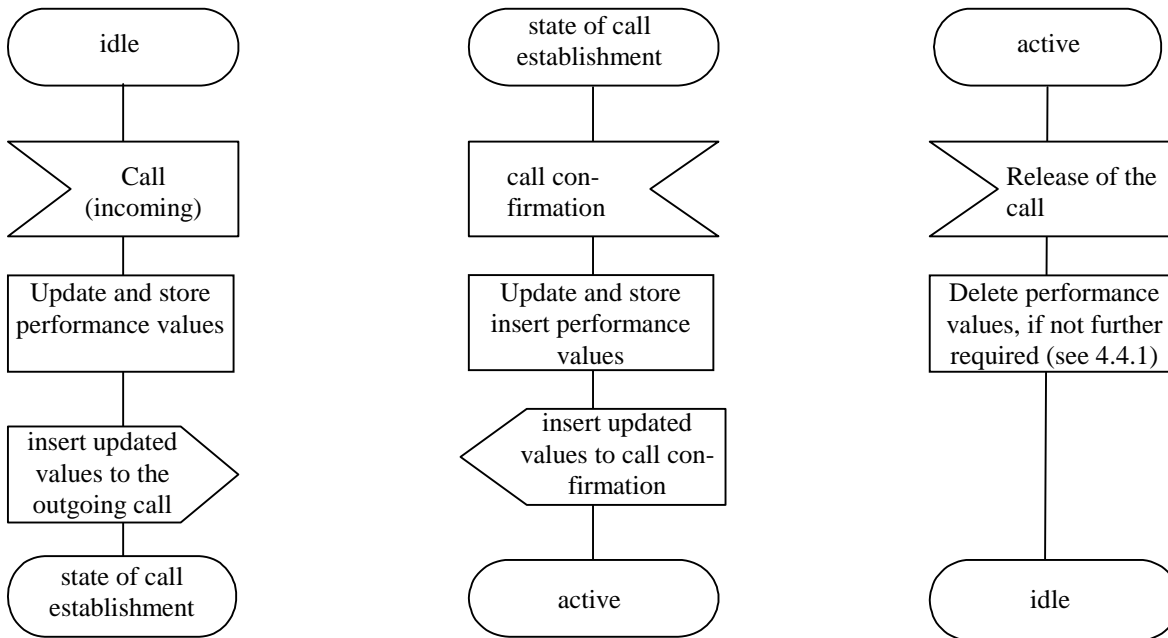 idle
Call
(incoming)
Update and store
performance values
insert updated
values to the
outgoing call
state of call
establishment
state of call
establishment
call con-
firmation
Update and store
insert performance
values
insert updated
values to call con-
firmation
active
active
Release of the
call
Delete performance
values, if not further
required (see 4.4.1)
idle